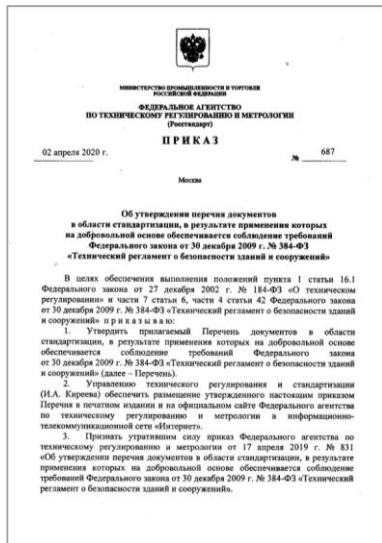 МИНИСТЕРСТВО ПРОМЫШЛЕННОСТИ И ТОРГОВЛИ
РОССИЙСКОЙ ФЕДЕРАЦИИ
ФЕДЕРАЛЬНОЕ АГЕНТСТВО
ПО ТЕХНИЧЕСКОМУ РЕГУЛИРОВАНИЮ И МЕТРОЛОГИИ
(Росстандарт)
ПРИКАЗ
02 апреля 2020 г. № 687
Москва
Об утверждении перечня документов
в области стандартизации, в результате применения которых
на добровольной основе обеспечивается соблюдение требований
Федерального закона от 30 декабря 2009 г. № 384-ФЗ
«Технический регламент о безопасности зданий и сооружений»
В целях обеспечения выполнения положений пункта 1 статьи 16.1
Федерального закона от 27 декабря 2002 г. № 184-ФЗ «О техническом
регулировании» и части 7 статьи 6, части 4 статьи 42 Федерального закона
от 30 декабря 2009 г. № 384-ФЗ «Технический регламент о безопасности зданий
и сооружений» п р и к а з ы в а ю:
1. Утвердить прилагаемый Перечень документов в области
стандартизации, в результате применения которых на добровольной основе
обеспечивается соблюдение требований Федерального закона
от 30 декабря 2009 г. № 384-ФЗ «Технический регламент о безопасности зданий
и сооружений» (далее – Перечень).
2. Управлению технического регулирования и стандартизации
(И.А. Киреева) обеспечить размещение утвержденного настоящим приказом
Перечня в печатном издании и на официальном сайте Федерального агентства
по техническому регулированию и метрологии в информационно-
телекоммуникационной сети «Интернет».
3. Признать утратившим силу приказ Федерального агентства по
техническому регулированию и метрологии от 17 апреля 2019 г. № 831
«Об утверждении перечня документов в области стандартизации, в результате
применения которых на добровольной основе обеспечивается соблюдение
требований Федерального закона от 30 декабря 2009 г. № 384-ФЗ «Технический
регламент о безопасности зданий и сооружений».